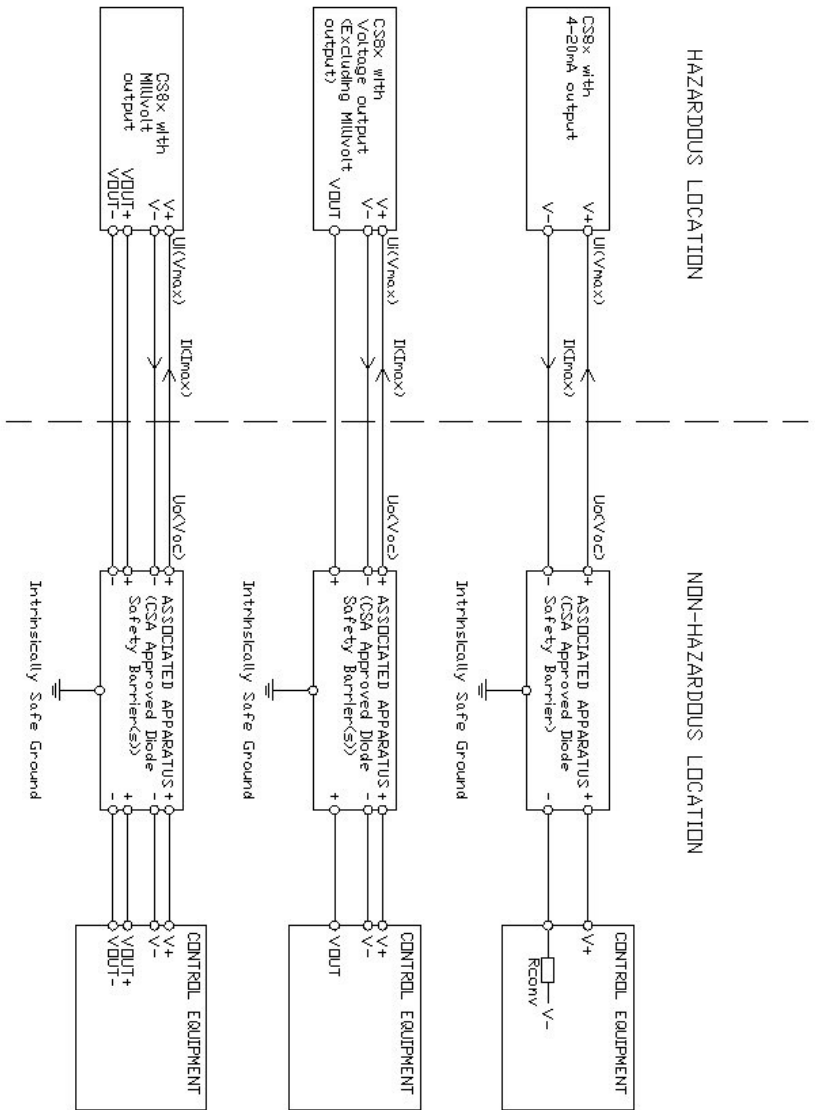 HAZARDOUS LOCATION
NON-HAZARDOUS LOCATION
CS8x with
4-20mA output
V+
V-
Ui(Vmax)
Ii(Imax)
Uo(Voc)
+ ASSOCIATED APPARATUS +
(CSA Approved Diode
- Safety Barrier) -
Intrinsically Safe Ground
CONTROL EQUIPMENT
V+
Rconv
V-
CS8x with
Voltage output
(Excluding Millivolt
output)
V+
V-
VOUT
Ui(Vmax)
Ii(Imax)
Uo(Voc)
+ ASSOCIATED APPARATUS +
- (CSA Approved Diode -
Safety Barrier(s))
+ +
Intrinsically Safe Ground
CONTROL EQUIPMENT
V+
V-
VOUT
CS8x with
Millivolt
output
V+
V-
VOUT+
VOUT-
Ui(Vmax)
Ii(Imax)
Uo(Voc)
+ ASSOCIATED APPARATUS +
- (CSA Approved Diode -
+ Safety Barrier(s)) +
- -
Intrinsically Safe Ground
CONTROL EQUIPMENT
V+
V-
VOUT+
VOUT-